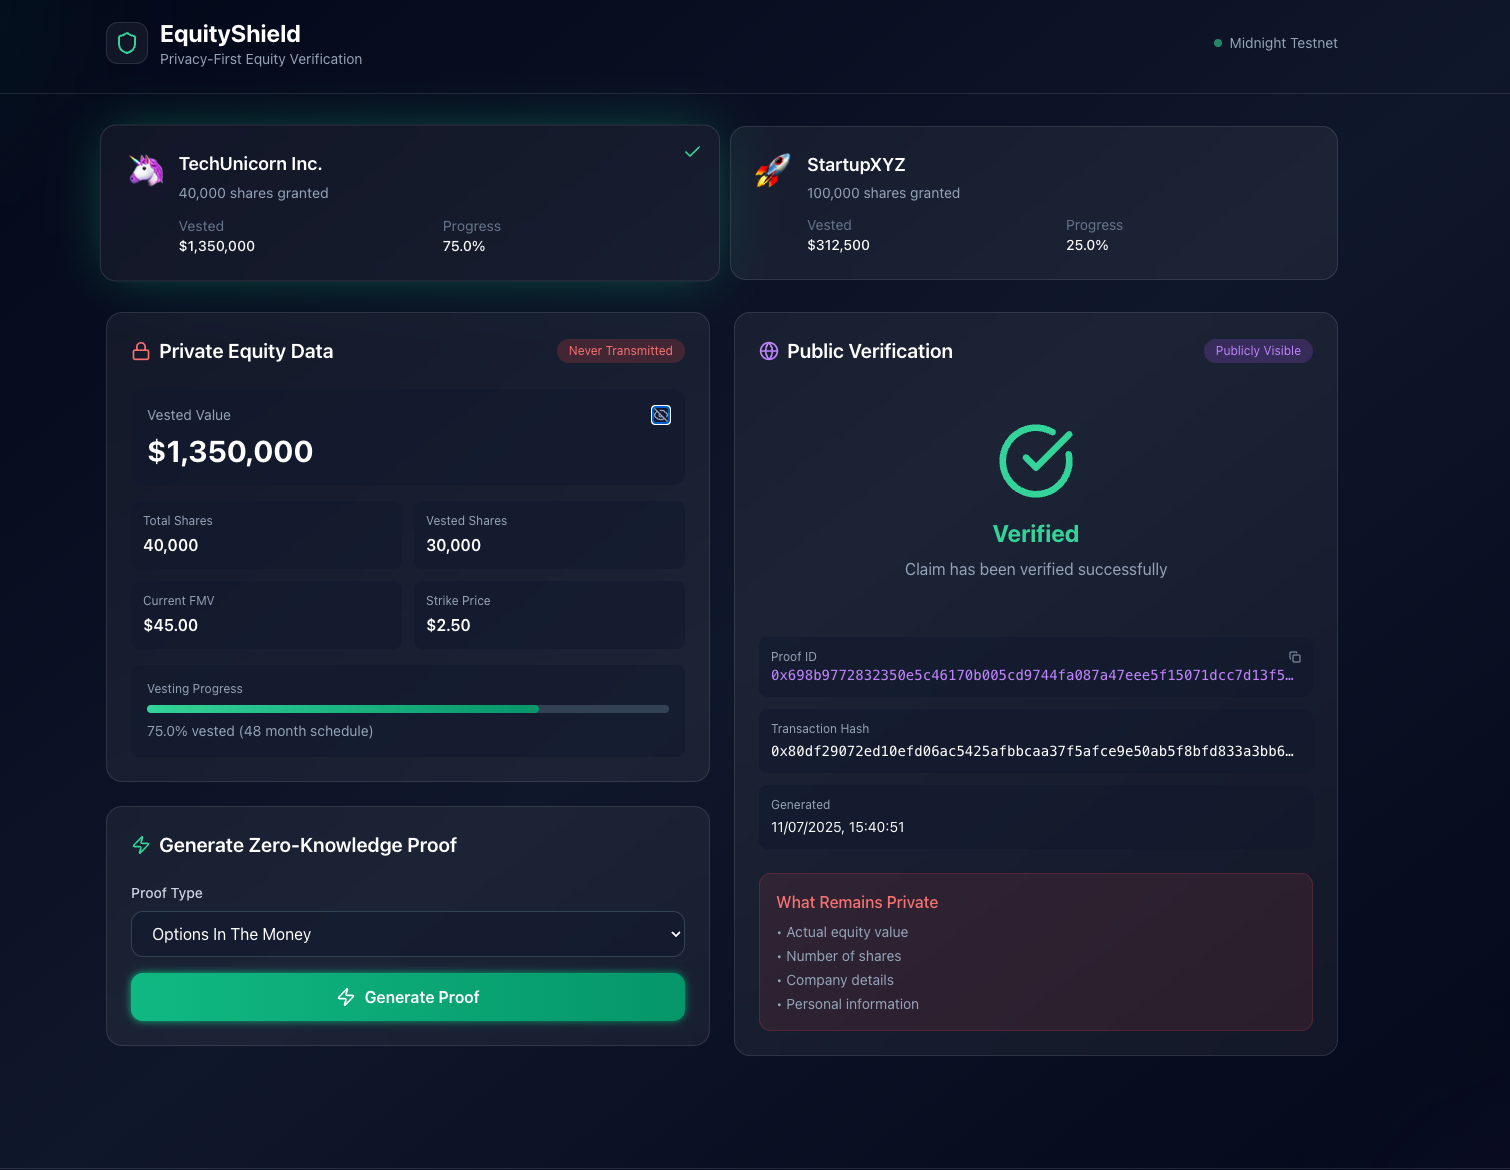 EquityShield
Privacy-First Equity Verification
Midnight Testnet
TechUnicorn Inc.
40,000 shares granted
Vested
Progress
$1,350,000
75.0%
StartupXYZ
100,000 shares granted
Vested
Progress
$312,500
25.0%
Private Equity Data
Never Transmitted
Vested Value
$1,350,000
Total Shares
40,000
Vested Shares
30,000
Current FMV
$45.00
Strike Price
$2.50
Vesting Progress
75.0% vested (48 month schedule)
Generate Zero-Knowledge Proof
Proof Type
Options In The Money
Generate Proof
Public Verification
Publicly Visible
Verified
Claim has been verified successfully
Proof ID
0x698b9772832350e5c46170b005cd9744fa087a47eee5f15071dcc7d13f5…
Transaction Hash
0x80df29072ed10efd06ac5425afbbcaa37f5afce9e50ab5f8bfd833a3bb6…
Generated
11/07/2025, 15:40:51
What Remains Private
• Actual equity value
• Number of shares
• Company details
• Personal information